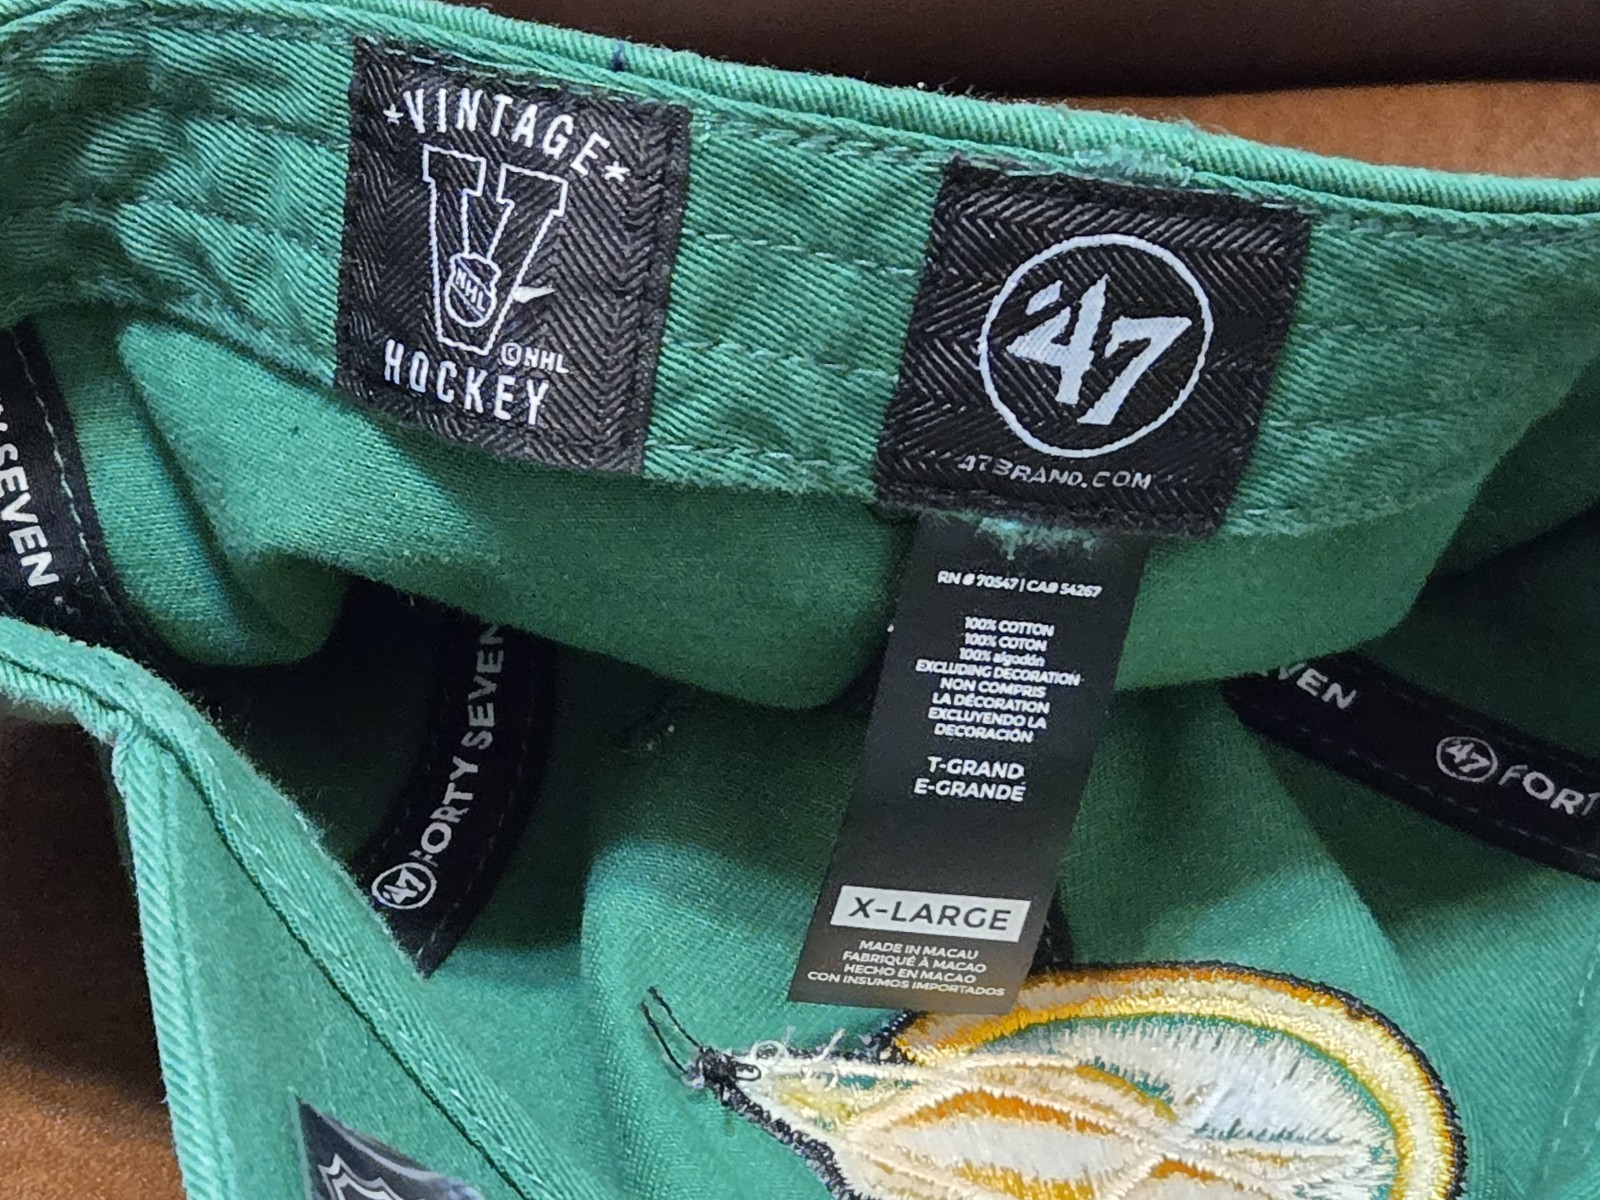 *VINTAGE*
V
NHL
©NHL
HOCKEY
'47
47BRAND.COM
RN # 70547 | CA# 54267
100% COTTON
100% COTON
100% algodón
EXCLUDING DECORATION
NON COMPRIS
LA DÉCORATION
EXCLUYENDO LA
DECORACIÓN
T-GRAND
E-GRANDE
X-LARGE
MADE IN MACAU
FABRIQUÉ À MACAO
HECHO EN MACAO
CON INSUMOS IMPORTADOS
Y SEVEN
'47 FORTY SEVEN
VEN
'47 FORT